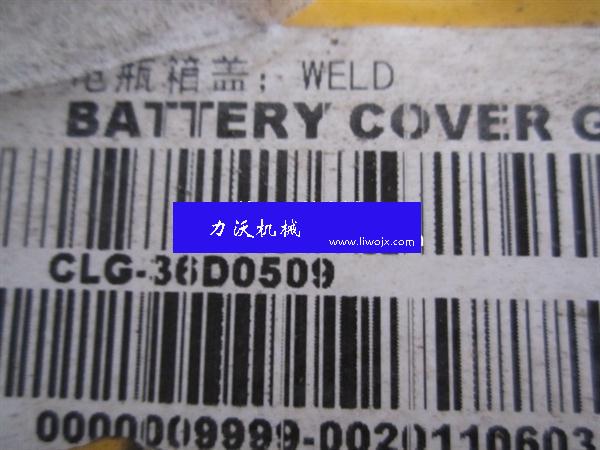 电瓶箱盖; WELD
BATTERY COVER G
力沃机械
www.liwojx.com
CLG-36D0509
0000009999-0020110603